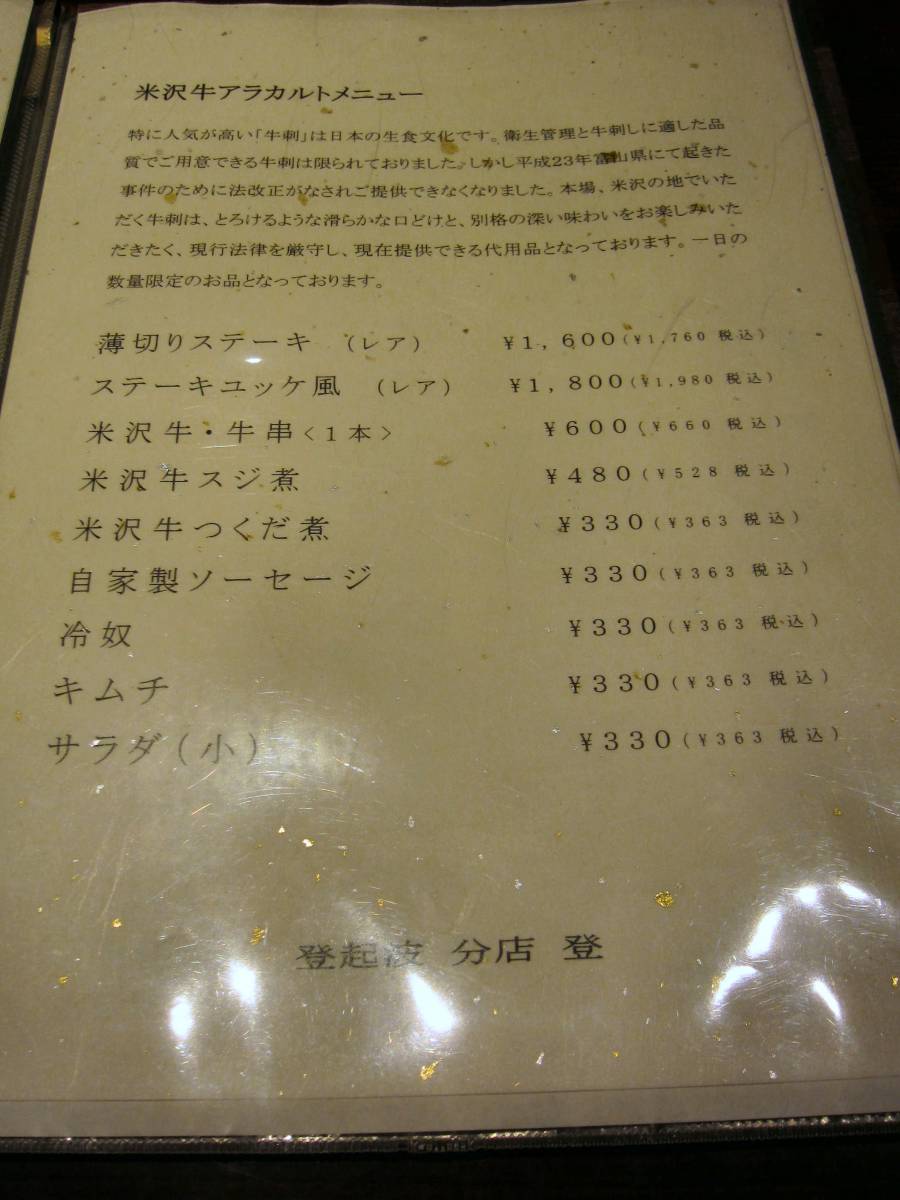 米沢牛アラカルトメニュー
特に人気が高い「牛刺」は日本の生食文化です。衛生管理と牛刺しに適した品
質でご用意できる牛刺は限られておりました。しかし平成23年富山県にて起きた
事件のために法改正がなされご提供できなくなりました。本場、米沢の地でいた
だく牛刺は、とろけるような滑らかな口どけと、別格の深い味わいをお楽しみいた
だきたく、現行法律を厳守し、現在提供できる代用品となっております。一日の
数量限定のお品となっております。
薄切りステーキ (レア) ¥1,600(¥1,760 税込)
ステーキユッケ風 (レア) ¥1,800(¥1,980 税込)
米沢牛・牛串<1本> ¥600(¥660 税込)
米沢牛スジ煮 ¥480(¥528 税込)
米沢牛つくだ煮 ¥330(¥363 税込)
自家製ソーセージ ¥330(¥363 税込)
冷奴 ¥330(¥363 税込)
キムチ ¥330(¥363 税込)
サラダ(小) ¥330(¥363 税込)
登起波 分店 登